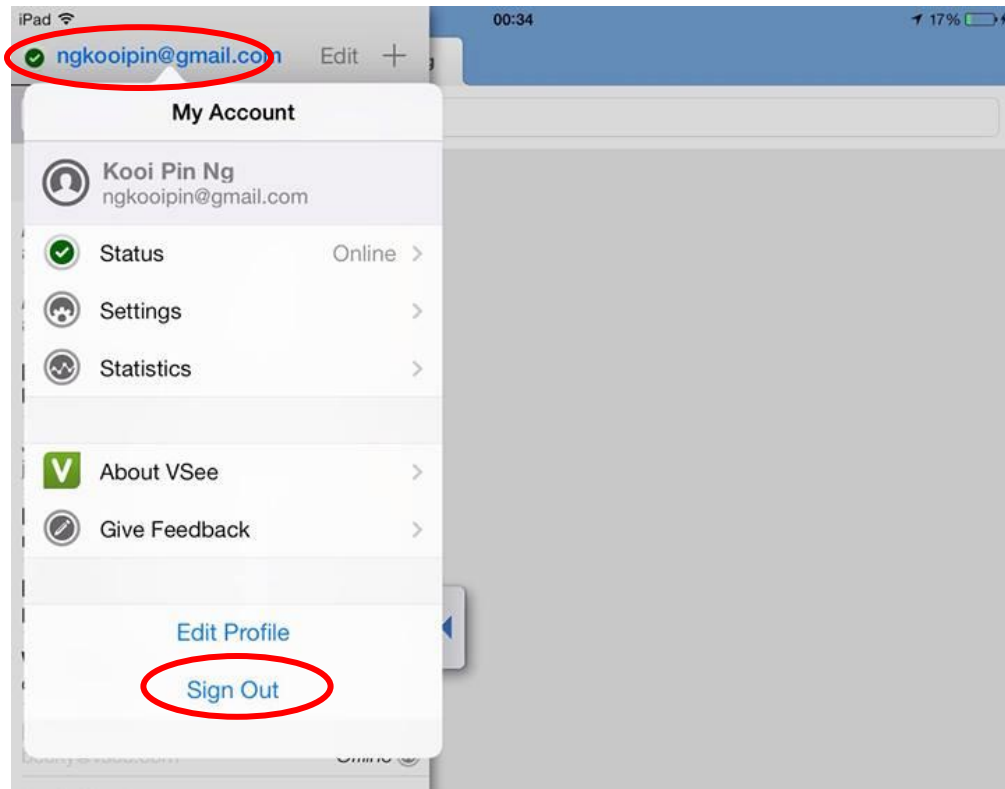 iPad 00:34 17%
ngkooipin@gmail.com Edit +
My Account
Kooi Pin Ng
ngkooipin@gmail.com
Status Online >
Settings >
Statistics >
V About VSee >
Give Feedback >
Edit Profile
Sign Out
Offline